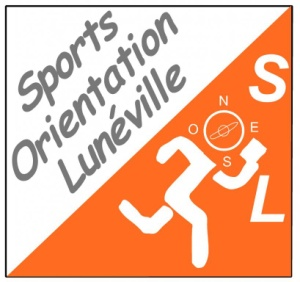 Sports
Orientation
Lunéville
S
L
N
O E
S